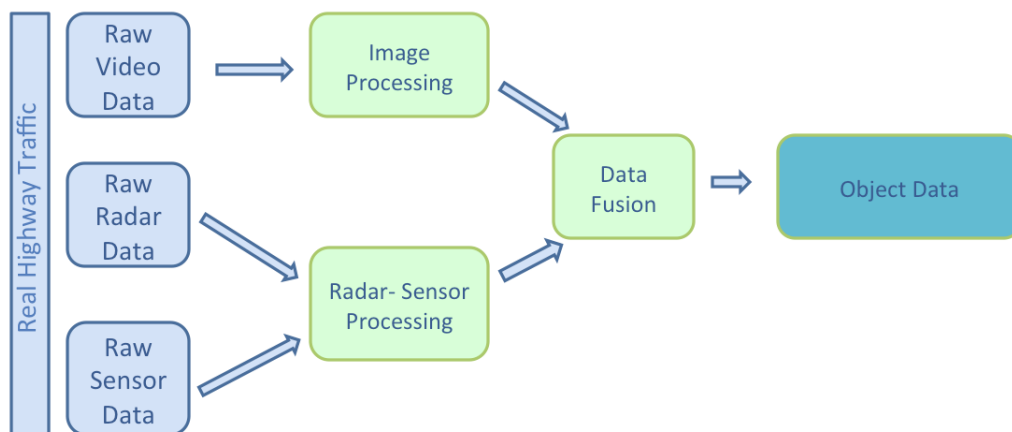 Real Highway Traffic
Raw
Video
Data
Image
Processing
Raw
Radar
Data
Data
Fusion
Object Data
Radar- Sensor
Processing
Raw
Sensor
Data